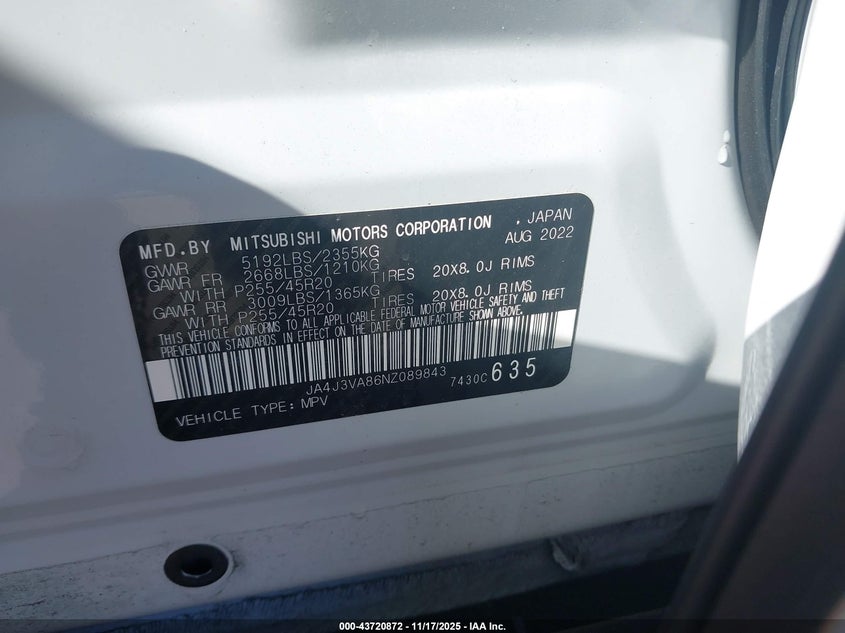 MFD.BY MITSUBISHI MOTORS CORPORATION , JAPAN
AUG 2022
GWVR 5192LBS/2355KG
GAWR FR 2668LBS/1210KG
WITH P255/45R20 TIRES 20X8.0J RIMS
GAWR RR 3009LBS/1365KG
WITH P255/45R20 TIRES 20X8.0J RIMS
THIS VEHICLE CONFORMS TO ALL APPLICABLE FEDERAL MOTOR VEHICLE SAFETY AND THEFT
PREVENTION STANDARDS IN EFFECT ON THE DATE OF MANUFACTURE SHOWN ABOVE.
JA4J3VA86NZ089843 7430C 635
VEHICLE TYPE: MPV
000-43720872 - 11/17/2025 - IAA Inc.